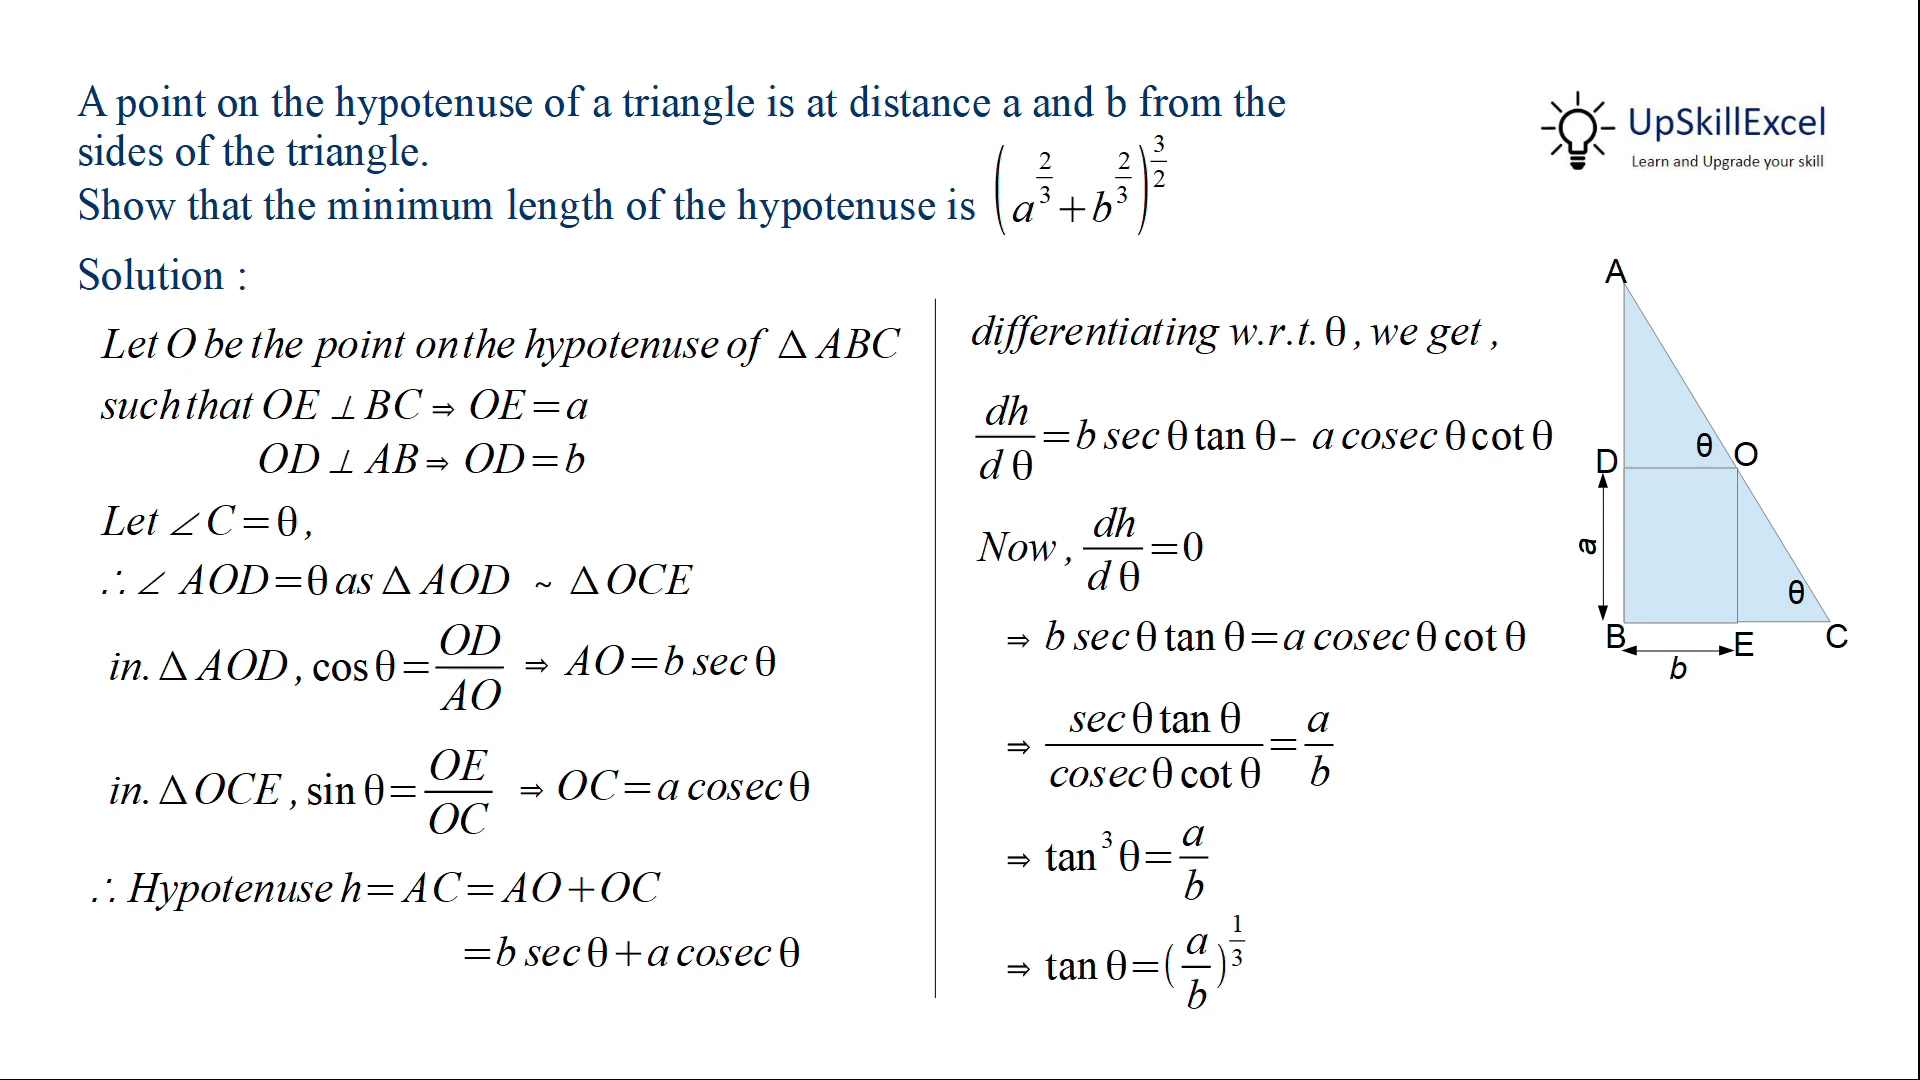 A point on the hypotenuse of a triangle is at distance a and b from the
sides of the triangle.
Show that the minimum length of the hypotenuse is (a^(2/3)+b^(2/3))^(3/2)
UpSkillExcel
Learn and Upgrade your skill
Solution :
Let O be the point on the hypotenuse of Δ ABC
such that OE ⊥ BC ⇒ OE=a
OD ⊥ AB ⇒ OD=b
Let ∠C=θ,
∴ ∠ AOD=θ as Δ AOD ~ Δ OCE
in. Δ AOD, cos θ=OD/AO ⇒ AO=b sec θ
in. Δ OCE, sin θ=OE/OC ⇒ OC=a cosec θ
∴ Hypotenuse h=AC=AO+OC
=b sec θ+a cosec θ
differentiating w.r.t. θ, we get,
dh/d θ=b sec θ tan θ- a cosec θ cot θ
Now, dh/d θ=0
⇒ b sec θ tan θ=a cosec θ cot θ
⇒ sec θ tan θ/cosec θ cot θ=a/b
⇒ tan^3 θ=a/b
⇒ tan θ=(a/b)^(1/3)
A
θ
D
O
a
θ
B
E
C
b